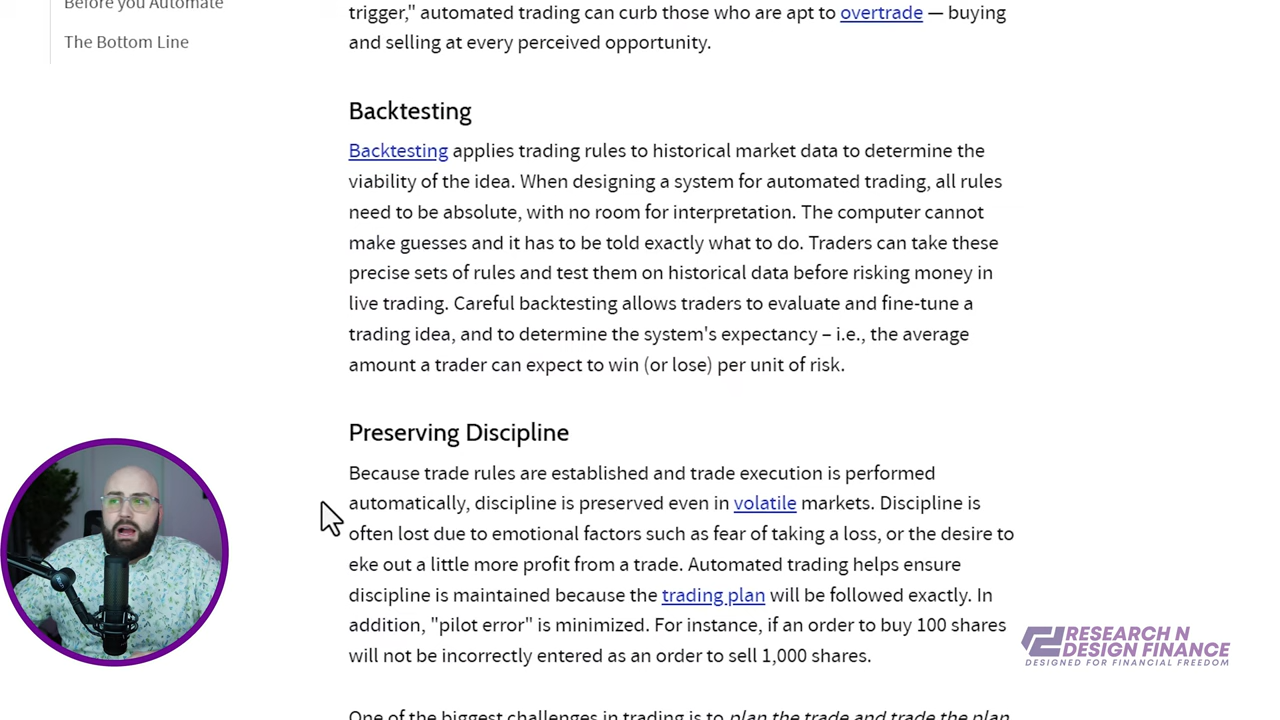 Before you Automate
The Bottom Line
trigger," automated trading can curb those who are apt to overtrade — buying
and selling at every perceived opportunity.
Backtesting
Backtesting applies trading rules to historical market data to determine the
viability of the idea. When designing a system for automated trading, all rules
need to be absolute, with no room for interpretation. The computer cannot
make guesses and it has to be told exactly what to do. Traders can take these
precise sets of rules and test them on historical data before risking money in
live trading. Careful backtesting allows traders to evaluate and fine-tune a
trading idea, and to determine the system's expectancy – i.e., the average
amount a trader can expect to win (or lose) per unit of risk.
Preserving Discipline
Because trade rules are established and trade execution is performed
automatically, discipline is preserved even in volatile markets. Discipline is
often lost due to emotional factors such as fear of taking a loss, or the desire to
eke out a little more profit from a trade. Automated trading helps ensure
discipline is maintained because the trading plan will be followed exactly. In
addition, "pilot error" is minimized. For instance, if an order to buy 100 shares
will not be incorrectly entered as an order to sell 1,000 shares.
One of the biggest challenges in trading is to plan the trade and trade the plan
RESEARCH N
DESIGN FINANCE
DESIGNED FOR FINANCIAL FREEDOM